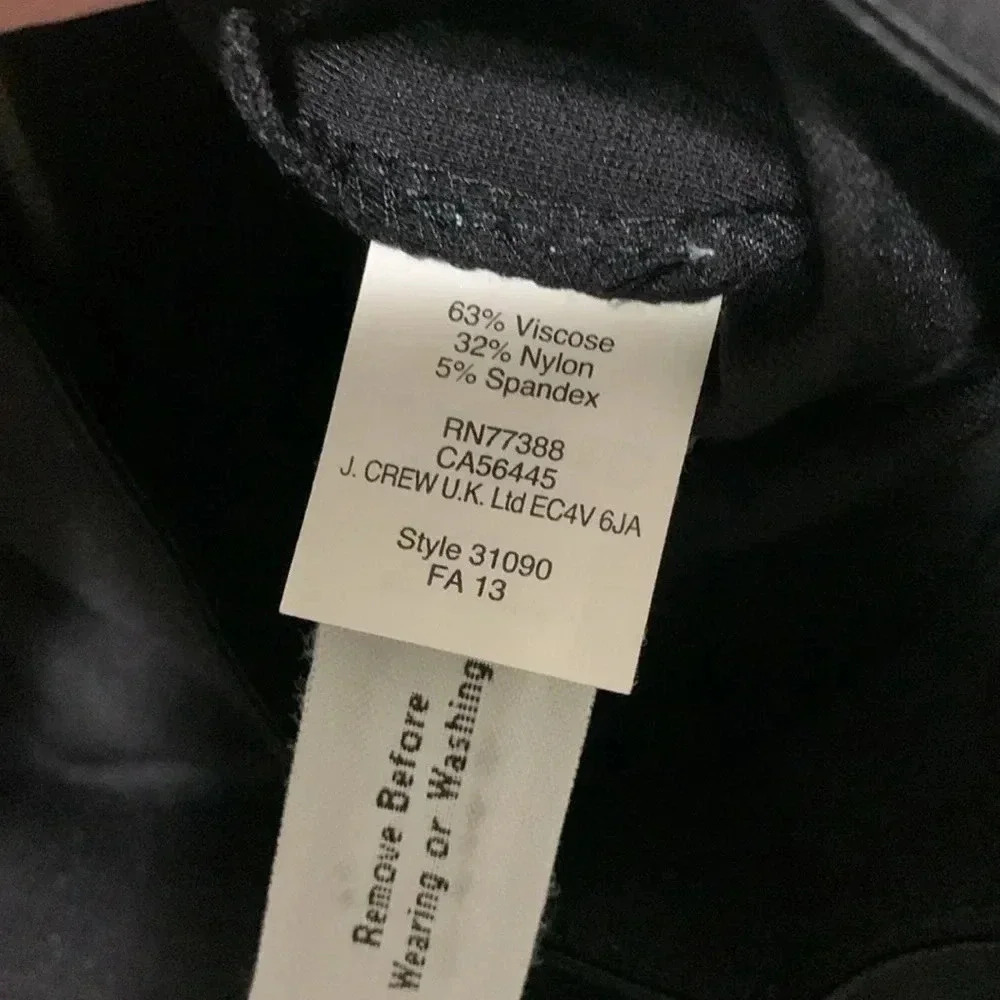 63% Viscose
32% Nylon
5% Spandex
RN77388
CA56445
J. CREW U.K. Ltd EC4V 6JA
Style 31090
FA 13
Remove Before
Wearing or Washing